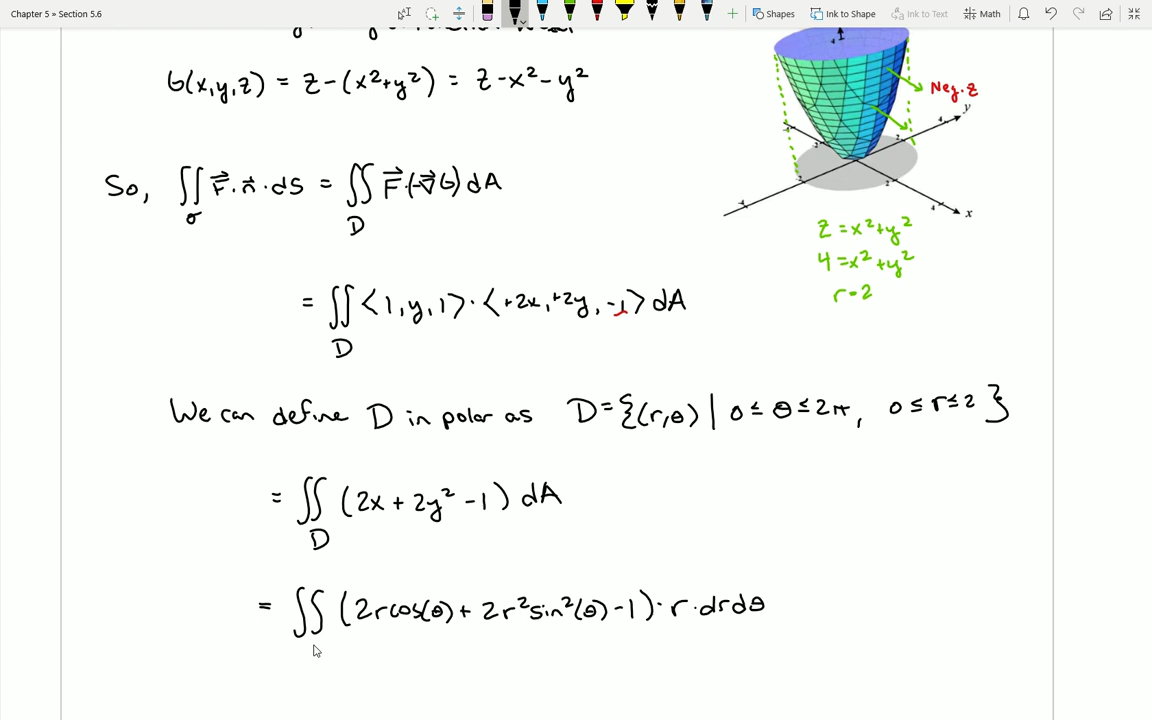 Chapter 5 » Section 5.6
Shapes
Ink to Shape
Ink to Text
Math
G(x,y,z) = z-(x²+y²) = z-x²-y²
Neg. z
y
x
4
2
So, ∬σ F⃗·n⃗·dS = ∬D F⃗·(-∇⃗G) dA
z = x²+y²
4 = x²+y²
r=2
= ∬D <1,y,1>·<+2x,+2y,-1> dA
We can define D in polar as D={(r,θ) | 0≤θ≤2π, 0≤r≤2}
= ∬D (2x+2y²-1) dA
= ∬ (2rcos(θ)+2r²sin²(θ)-1)·r·drdθ